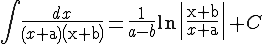 ∫ dx / ((x+a)(x+b)) = 1/(a−b) ln |(x+b)/(x+a)| + C